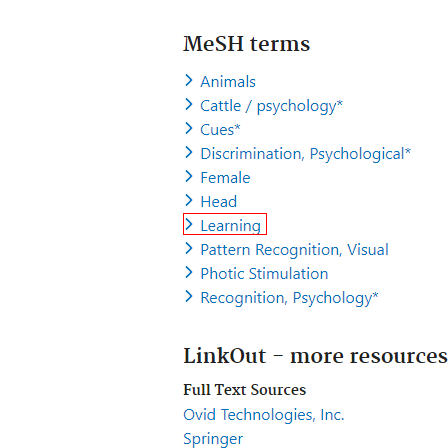 MeSH terms
Animals
Cattle / psychology*
Cues*
Discrimination, Psychological*
Female
Head
Learning
Pattern Recognition, Visual
Photic Stimulation
Recognition, Psychology*
LinkOut - more resources
Full Text Sources
Ovid Technologies, Inc.
Springer